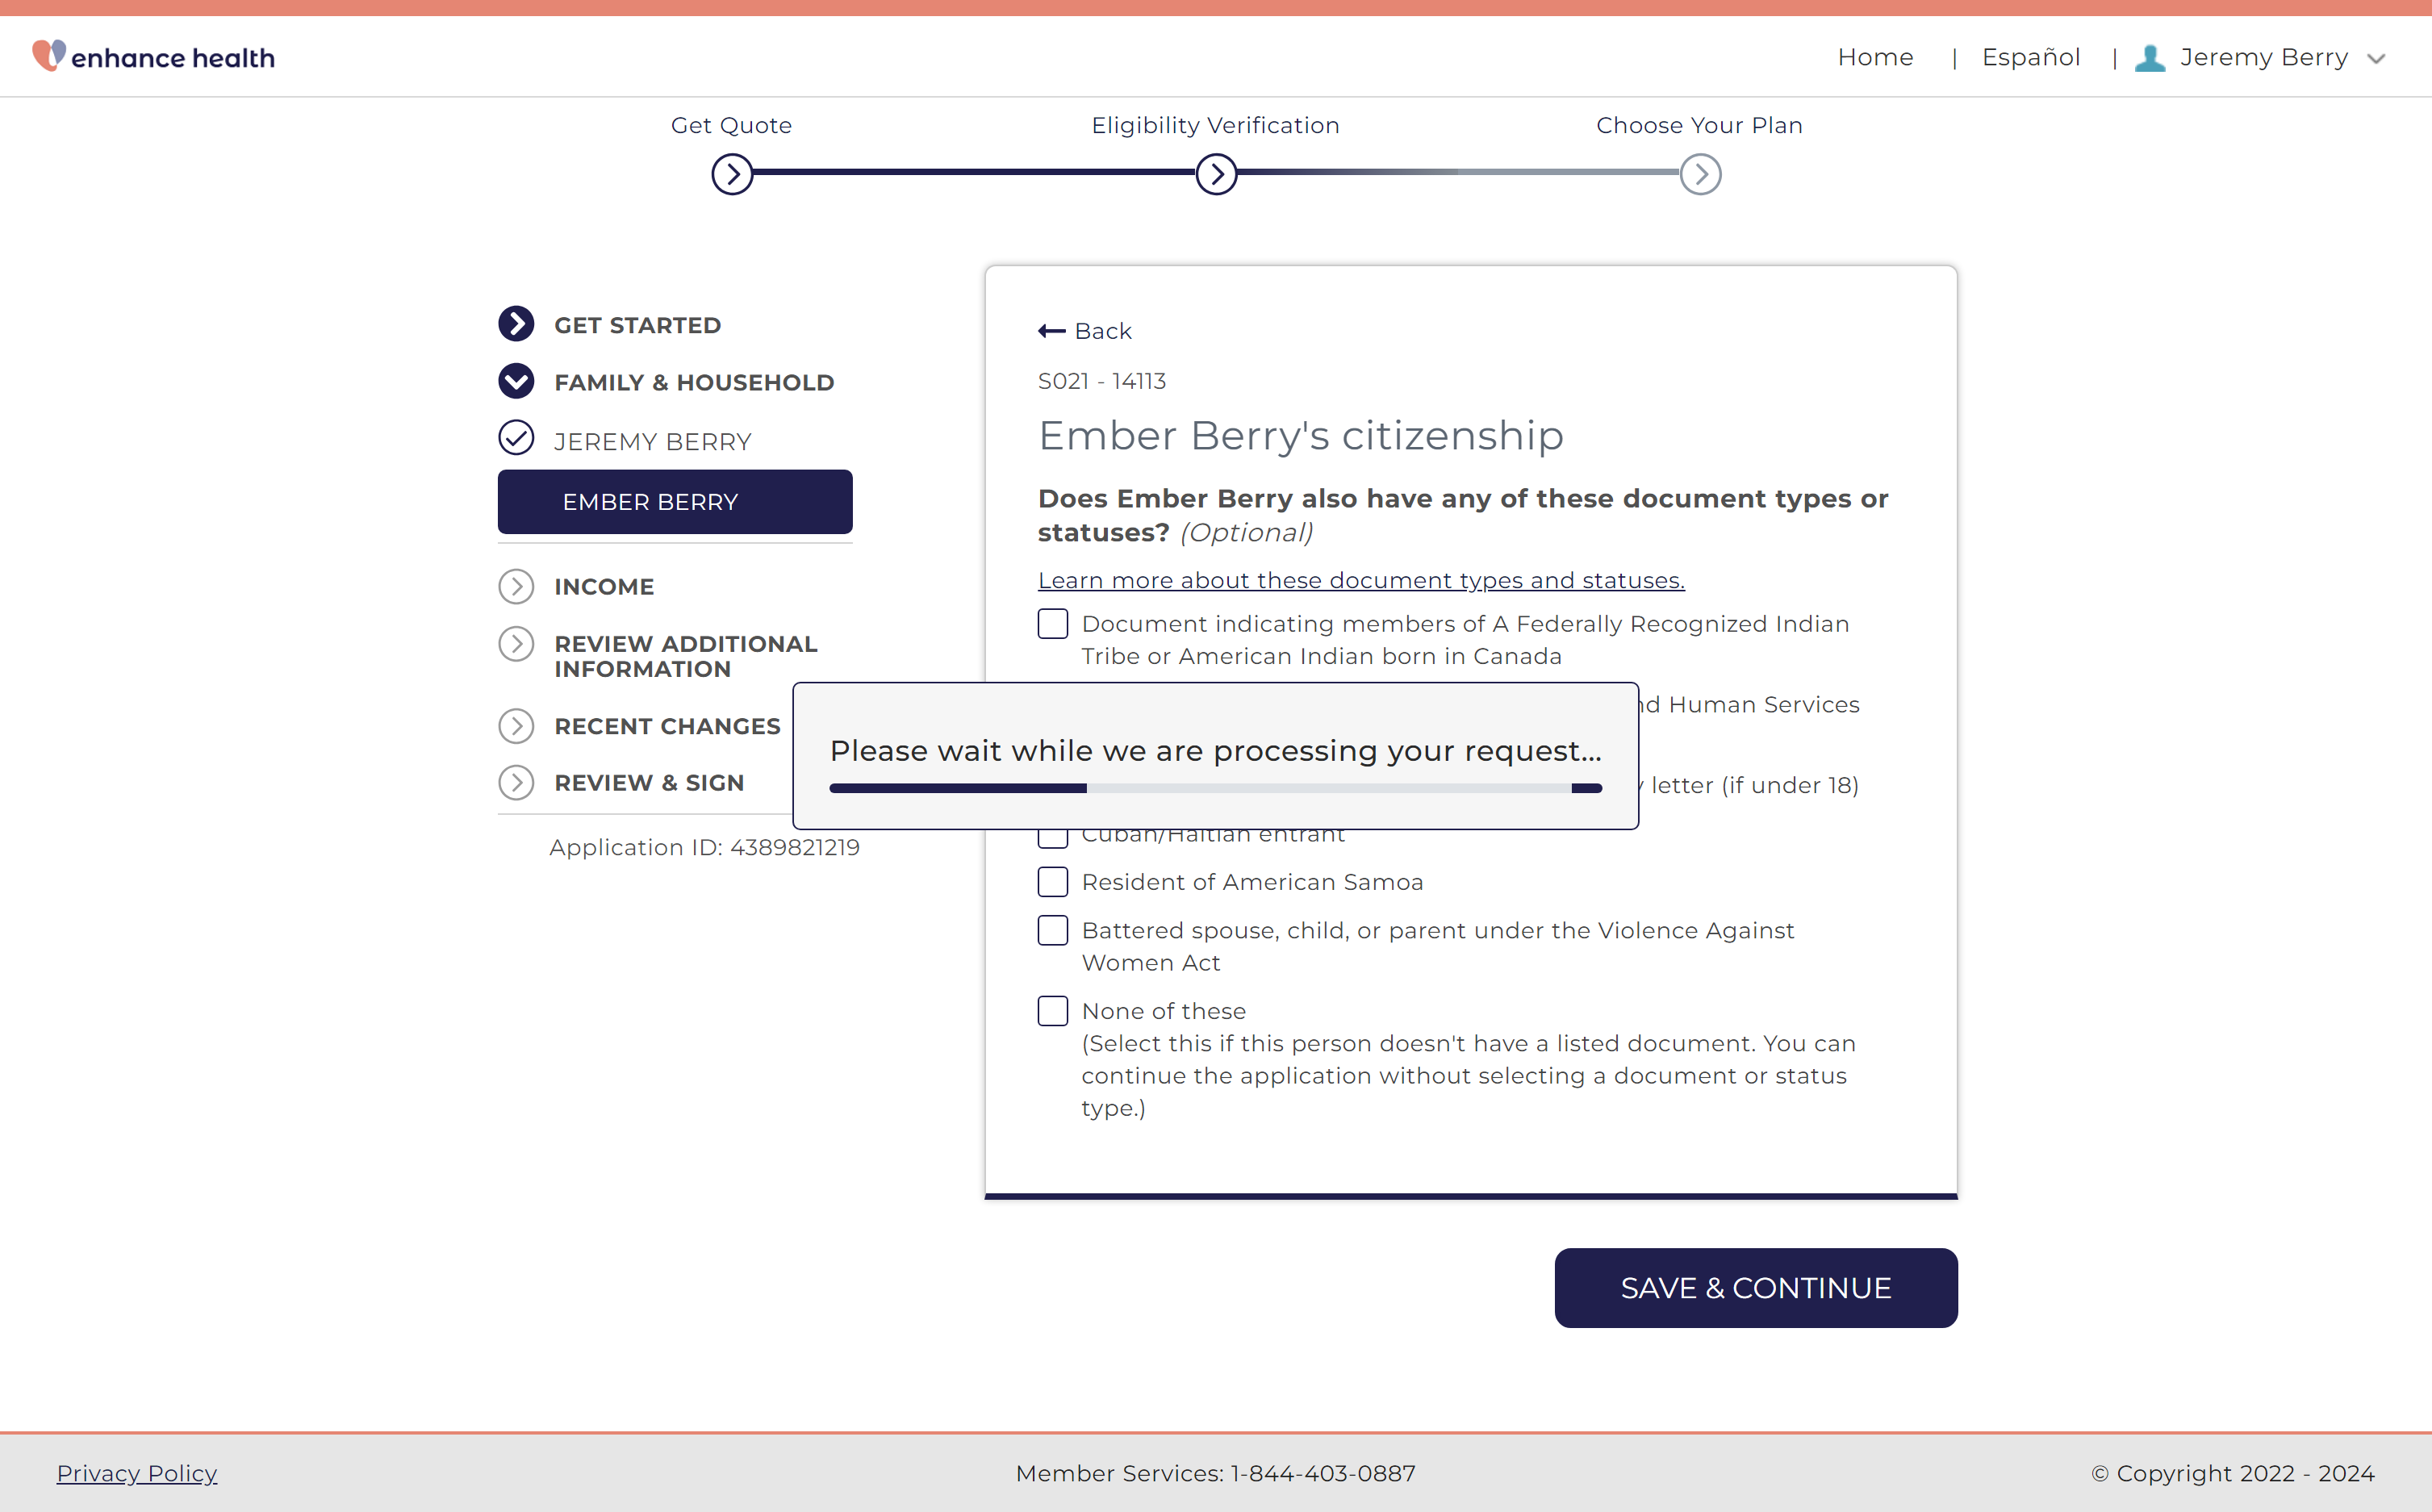 enhance health
Home | Español | Jeremy Berry
Get Quote
Eligibility Verification
Choose Your Plan
GET STARTED
FAMILY & HOUSEHOLD
JEREMY BERRY
EMBER BERRY
INCOME
REVIEW ADDITIONAL
INFORMATION
RECENT CHANGES
REVIEW & SIGN
Application ID: 4389821219
Back
S021 - 14113
Ember Berry's citizenship
Does Ember Berry also have any of these document types or
statuses? (Optional)
Learn more about these document types and statuses.
Document indicating members of A Federally Recognized Indian
Tribe or American Indian born in Canada
Human Services
Please wait while we are processing your request...
letter (if under 18)
Cuban/Haitian entrant
Resident of American Samoa
Battered spouse, child, or parent under the Violence Against
Women Act
None of these
(Select this if this person doesn't have a listed document. You can
continue the application without selecting a document or status
type.)
SAVE & CONTINUE
Privacy Policy
Member Services: 1-844-403-0887
© Copyright 2022 - 2024